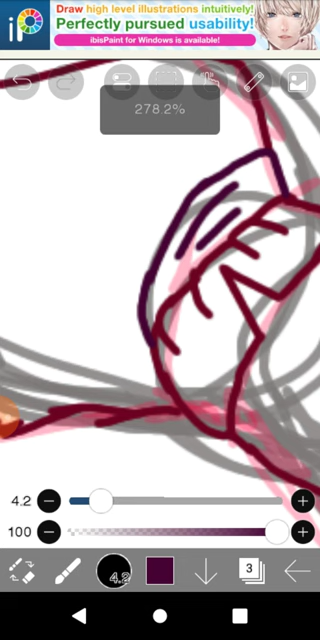 Draw high level illustrations intuitively!
iP
Perfectly pursued usability!
ibisPaint for Windows is available!
278.2%
4.2
100
4.2
3